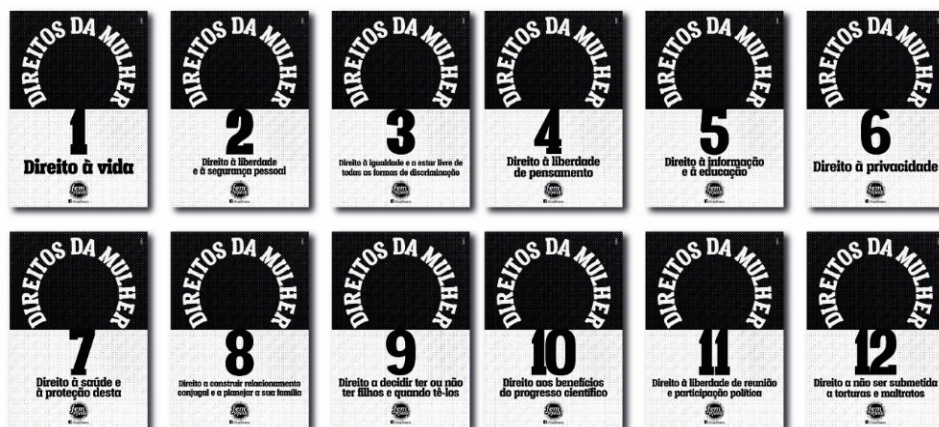 DIREITOS DA MULHER
1
Direito à vida
DIREITOS DA MULHER
2
Direito à liberdade
e à segurança pessoal
DIREITOS DA MULHER
3
Direito à igualdade e a estar livre de
todas as formas de discriminação
DIREITOS DA MULHER
4
Direito à liberdade
de pensamento
DIREITOS DA MULHER
5
Direito à informação
e à educação
DIREITOS DA MULHER
6
Direito à privacidade
DIREITOS DA MULHER
7
Direito à saúde e
à proteção desta
DIREITOS DA MULHER
8
Direito a construir relacionamento
conjugal e a planejar a sua família
DIREITOS DA MULHER
9
Direito a decidir ter ou não
ter filhos e quando tê-los
DIREITOS DA MULHER
10
Direito aos benefícios
do progresso científico
DIREITOS DA MULHER
11
Direito à liberdade de reunião
e participação política
DIREITOS DA MULHER
12
Direito a não ser submetida
a torturas e maltratos